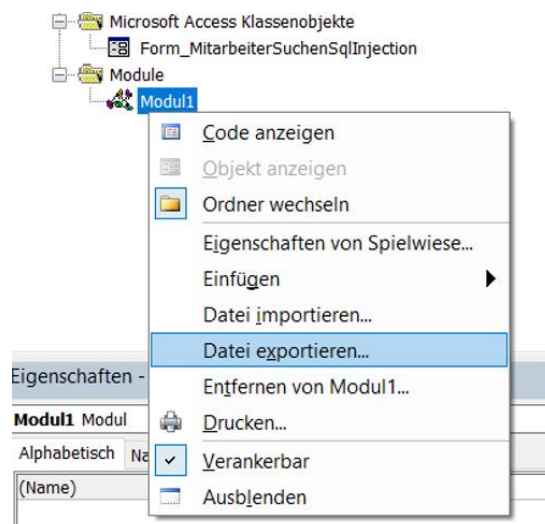 Microsoft Access Klassenobjekte
Form_MitarbeiterSuchenSqlInjection
Module
Modul1
Code anzeigen
Objekt anzeigen
Ordner wechseln
Eigenschaften von Spielwiese...
Einfügen
Datei importieren...
Datei exportieren...
Entfernen von Modul1...
Drucken...
Verankerbar
Ausblenden
Eigenschaften -
Modul1 Modul
Alphabetisch Na
(Name)